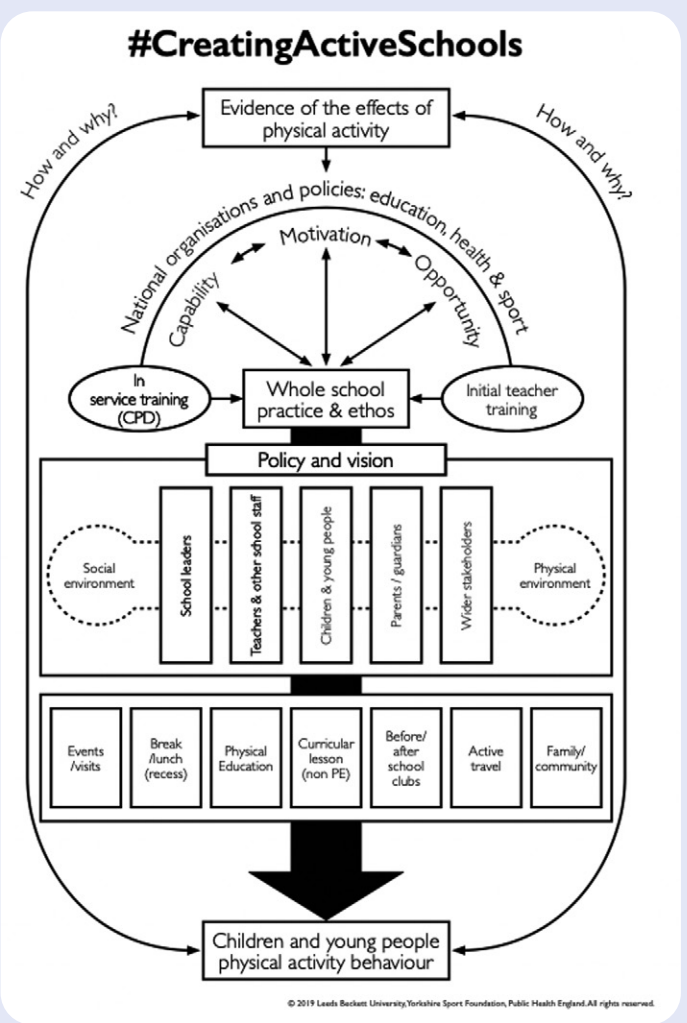 #CreatingActiveSchools
Evidence of the effects of
physical activity
How and why?
How and why?
National organisations and policies: education, health & sport
Motivation
Capability
Opportunity
In
service training
(CPD)
Whole school
practice & ethos
Initial teacher
training
Policy and vision
Social
environment
School leaders
Teachers & other school staff
Children & young people
Parents / guardians
Wider stakeholders
Physical
environment
Events
/visits
Break
/lunch
(recess)
Physical
Education
Curricular
lesson
(non PE)
Before/
after
school
clubs
Active
travel
Family/
community
Children and young people
physical activity behaviour
© 2019 Leeds Beckett University, Yorkshire Sport Foundation, Public Health England. All rights reserved.